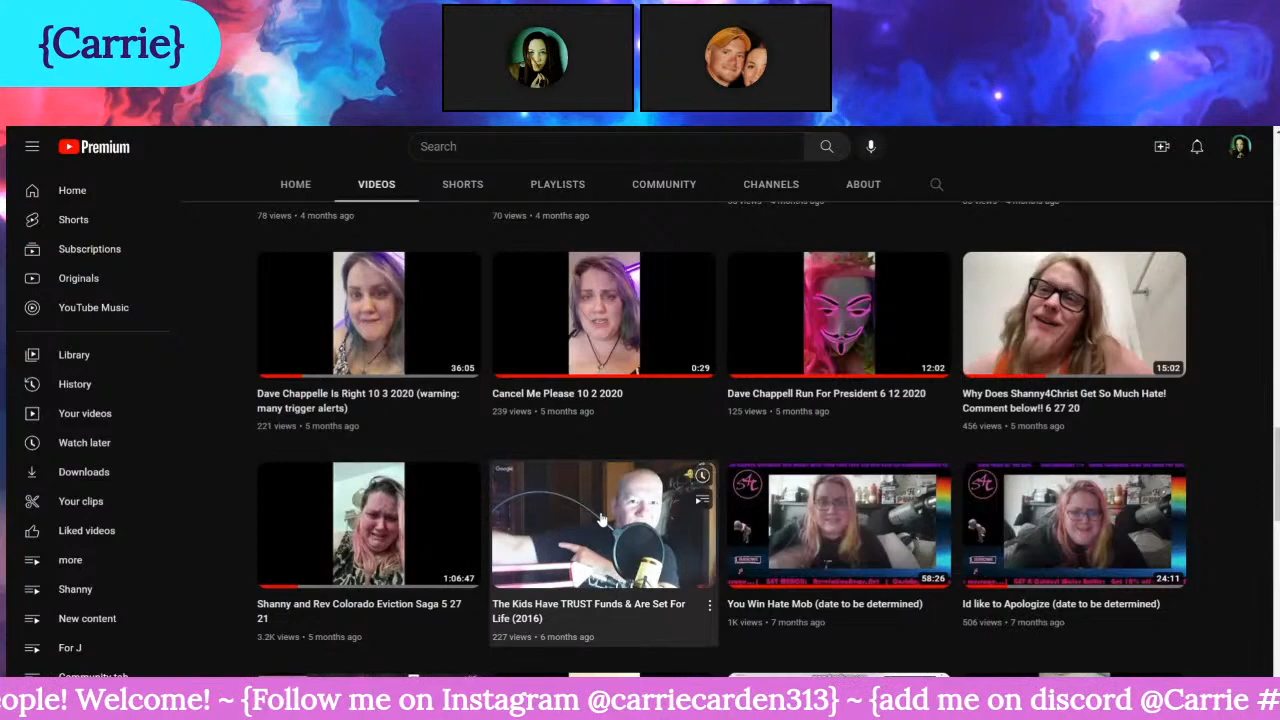 {Carrie}
Premium
Search
Home
Shorts
Subscriptions
Originals
YouTube Music
Library
History
Your videos
Watch later
Downloads
Your clips
Liked videos
more
Shanny
New content
For J
HOME VIDEOS SHORTS PLAYLISTS COMMUNITY CHANNELS ABOUT
78 views • 4 months ago
70 views • 4 months ago
36:05
Dave Chappelle Is Right 10 3 2020 (warning:
many trigger alerts)
221 views • 5 months ago
0:29
Cancel Me Please 10 2 2020
239 views • 5 months ago
12:02
Dave Chappell Run For President 6 12 2020
125 views • 5 months ago
15:02
Why Does Shanny4Christ Get So Much Hate!
Comment below!! 6 27 20
456 views • 5 months ago
1:06:47
Shanny and Rev Colorado Eviction Saga 5 27
21
3.2K views • 5 months ago
Google
The Kids Have TRUST Funds & Are Set For
Life (2016)
227 views • 6 months ago
S4C
58:26
You Win Hate Mob (date to be determined)
1K views • 7 months ago
S4C
24:11
Id like to Apologize (date to be determined)
506 views • 7 months ago
eople! Welcome! ~ {Follow me on Instagram @carriecarden313} ~ {add me on discord @Carrie #